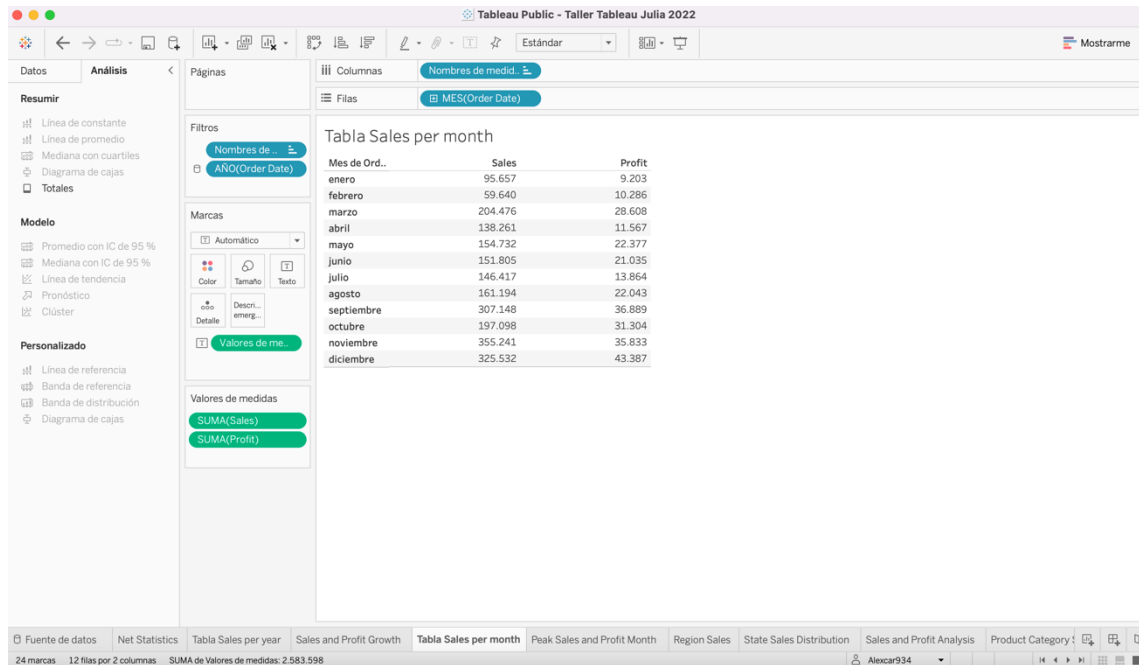 Tableau Public - Taller Tableau Julia 2022
Estándar
Mostrarme
Datos
Análisis
Páginas
Columnas
Nombres de medid..
Filas
MES(Order Date)
Resumir
Línea de constante
Línea de promedio
Mediana con cuartiles
Diagrama de cajas
Totales
Modelo
Promedio con IC de 95 %
Mediana con IC de 95 %
Línea de tendencia
Pronóstico
Clúster
Personalizado
Línea de referencia
Banda de referencia
Banda de distribución
Diagrama de cajas
Filtros
Nombres de ..
AÑO(Order Date)
Marcas
Automático
Color
Tamaño
Texto
Detalle
Descri...
emerg...
Valores de me..
Valores de medidas
SUMA(Sales)
SUMA(Profit)
Tabla Sales per month
Mes de Ord.. Sales Profit
enero 95.657 9.203
febrero 59.640 10.286
marzo 204.476 28.608
abril 138.261 11.567
mayo 154.732 22.377
junio 151.805 21.035
julio 146.417 13.864
agosto 161.194 22.043
septiembre 307.148 36.889
octubre 197.098 31.304
noviembre 355.241 35.833
diciembre 325.532 43.387
Fuente de datos Net Statistics Tabla Sales per year Sales and Profit Growth Tabla Sales per month Peak Sales and Profit Month Region Sales State Sales Distribution Sales and Profit Analysis Product Category
24 marcas 12 filas por 2 columnas SUMA de Valores de medidas: 2.583.598 Alexcar934